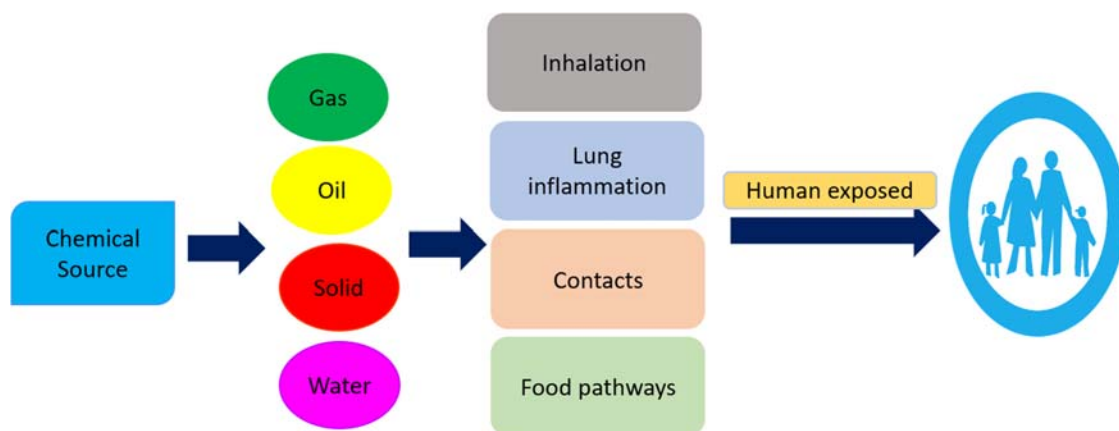 Chemical
Source
Gas
Oil
Solid
Water
Inhalation
Lung
inflammation
Contacts
Food pathways
Human exposed